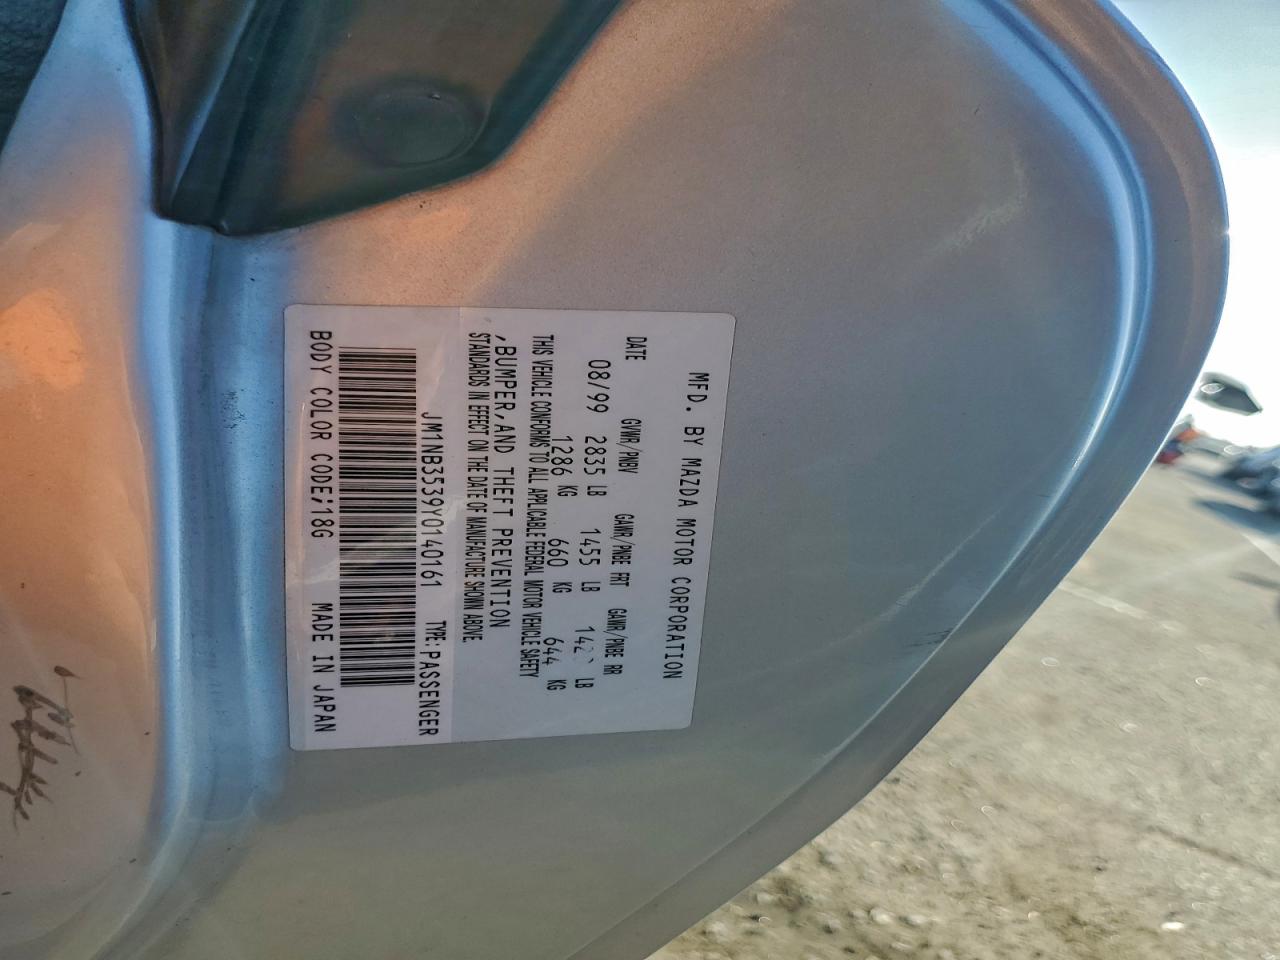 MFD. BY MAZDA MOTOR CORPORATION
DATE GVWR/PNBV GAWR/PNBE FRT GAWR/PNBE RR
08/99 2835 LB 1455 LB LB
1286 KG 660 KG 644 KG
THIS VEHICLE CONFORMS TO ALL APPLICABLE FEDERAL MOTOR VEHICLE SAFETY
,BUMPER,AND THEFT PREVENTION
STANDARDS IN EFFECT ON THE DATE OF MANUFACTURE SHOWN ABOVE.
JM1NB3539Y0140161 TYPE:PASSENGER
BODY COLOR CODE;18G MADE IN JAPAN